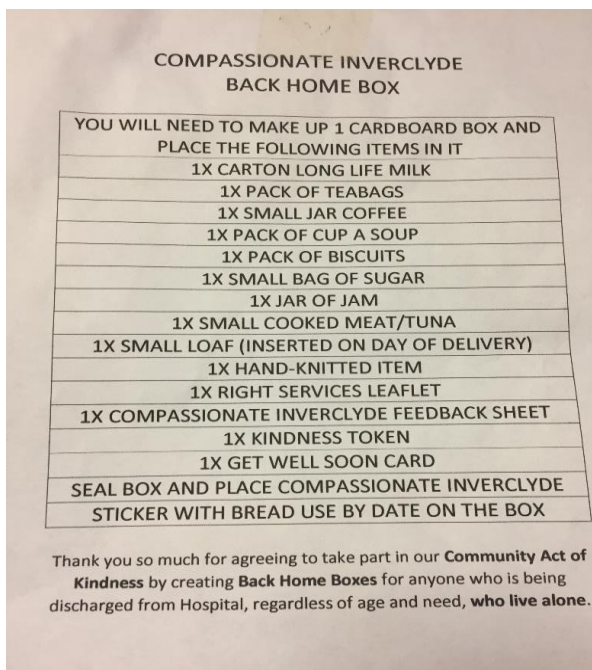 COMPASSIONATE INVERCLYDE
BACK HOME BOX
YOU WILL NEED TO MAKE UP 1 CARDBOARD BOX AND
PLACE THE FOLLOWING ITEMS IN IT
1X CARTON LONG LIFE MILK
1X PACK OF TEABAGS
1X SMALL JAR COFFEE
1X PACK OF CUP A SOUP
1X PACK OF BISCUITS
1X SMALL BAG OF SUGAR
1X JAR OF JAM
1X SMALL COOKED MEAT/TUNA
1X SMALL LOAF (INSERTED ON DAY OF DELIVERY)
1X HAND-KNITTED ITEM
1X RIGHT SERVICES LEAFLET
1X COMPASSIONATE INVERCLYDE FEEDBACK SHEET
1X KINDNESS TOKEN
1X GET WELL SOON CARD
SEAL BOX AND PLACE COMPASSIONATE INVERCLYDE
STICKER WITH BREAD USE BY DATE ON THE BOX
Thank you so much for agreeing to take part in our Community Act of
Kindness by creating Back Home Boxes for anyone who is being
discharged from Hospital, regardless of age and need, who live alone.